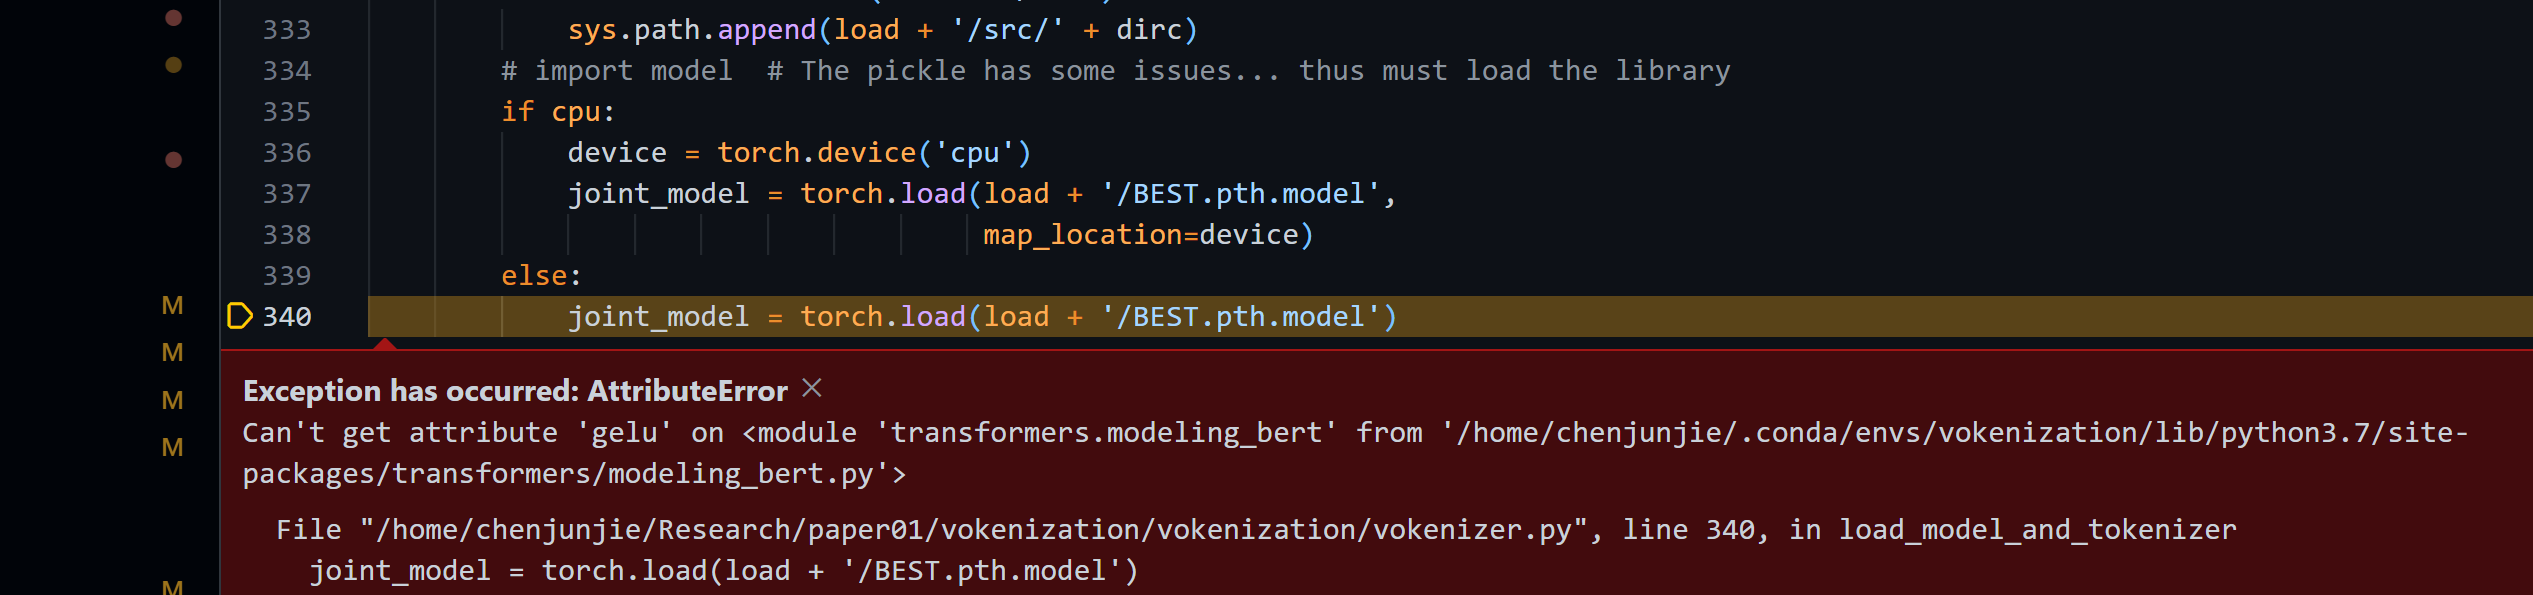 333 sys.path.append(load + '/src/' + dirc)
334 # import model  # The pickle has some issues... thus must load the library
335 if cpu:
336 device = torch.device('cpu')
337 joint_model = torch.load(load + '/BEST.pth.model',
338 map_location=device)
339 else:
M 340 joint_model = torch.load(load + '/BEST.pth.model')
M
Exception has occurred: AttributeError ×
M Can't get attribute 'gelu' on <module 'transformers.modeling_bert' from '/home/chenjunjie/.conda/envs/vokenization/lib/python3.7/site-
M packages/transformers/modeling_bert.py'>
File "/home/chenjunjie/Research/paper01/vokenization/vokenization/vokenizer.py", line 340, in load_model_and_tokenizer
M joint_model = torch.load(load + '/BEST.pth.model')